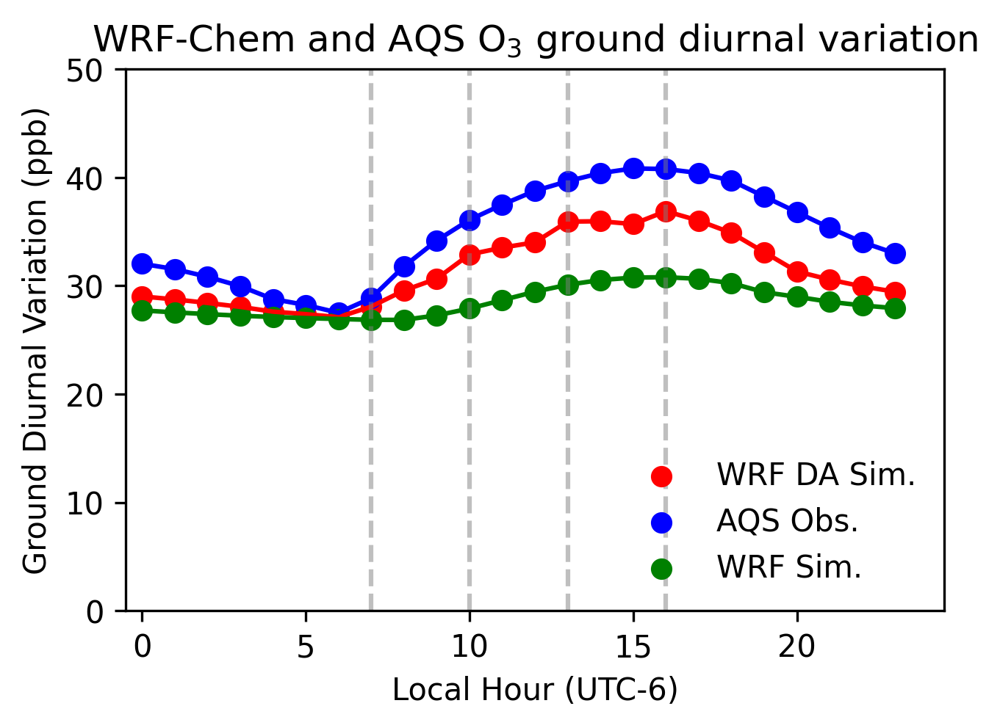 WRF-Chem and AQS O₃ ground diurnal variation
Ground Diurnal Variation (ppb)
50
40
30
20
10
0
WRF DA Sim.
AQS Obs.
WRF Sim.
0 5 10 15 20
Local Hour (UTC-6)